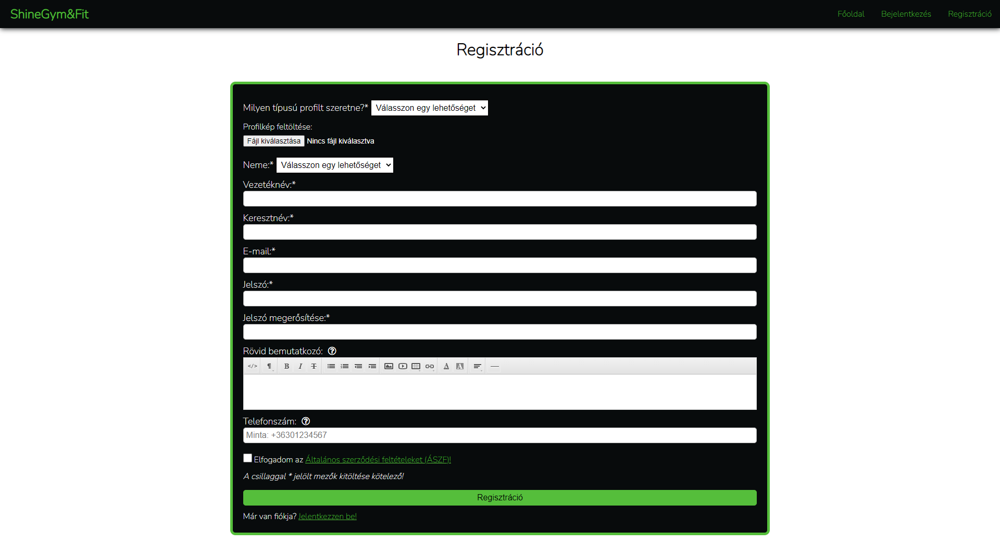 ShineGym&Fit
Főoldal Bejelentkezés Regisztráció
Regisztráció
Milyen típusú profilt szeretne?* Válasszon egy lehetőséget
Profilkép feltöltése:
Fájl kiválasztása Nincs fájl kiválasztva
Neme:* Válasszon egy lehetőséget
Vezetéknév:*
Keresztnév:*
E-mail:*
Jelszó:*
Jelszó megerősítése:*
Rövid bemutatkozó:
Telefonszám:
Minta: +36301234567
Elfogadom az Általános szerződési feltételeket (ÁSZF)!
A csillaggal * jelölt mezők kitöltése kötelező!
Regisztráció
Már van fiókja? Jelentkezzen be!